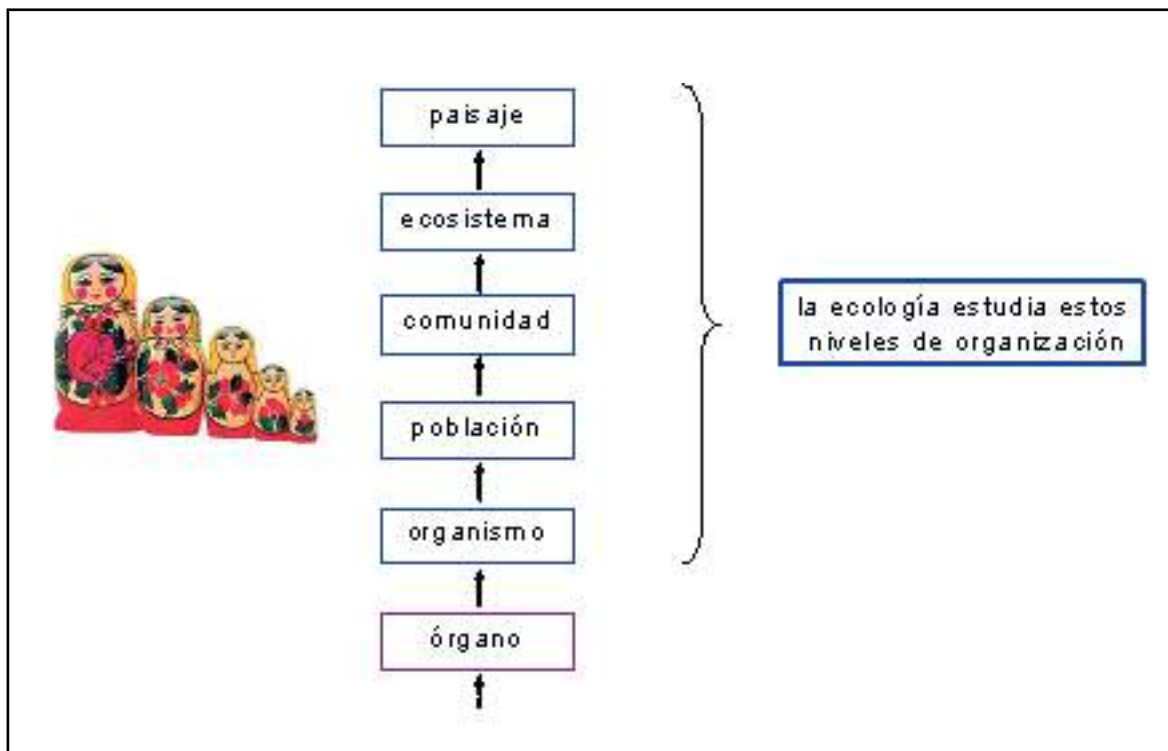 paisaje
ecosistema
comunidad
población
organismo
órgano
la ecología estudia estos
niveles de organización